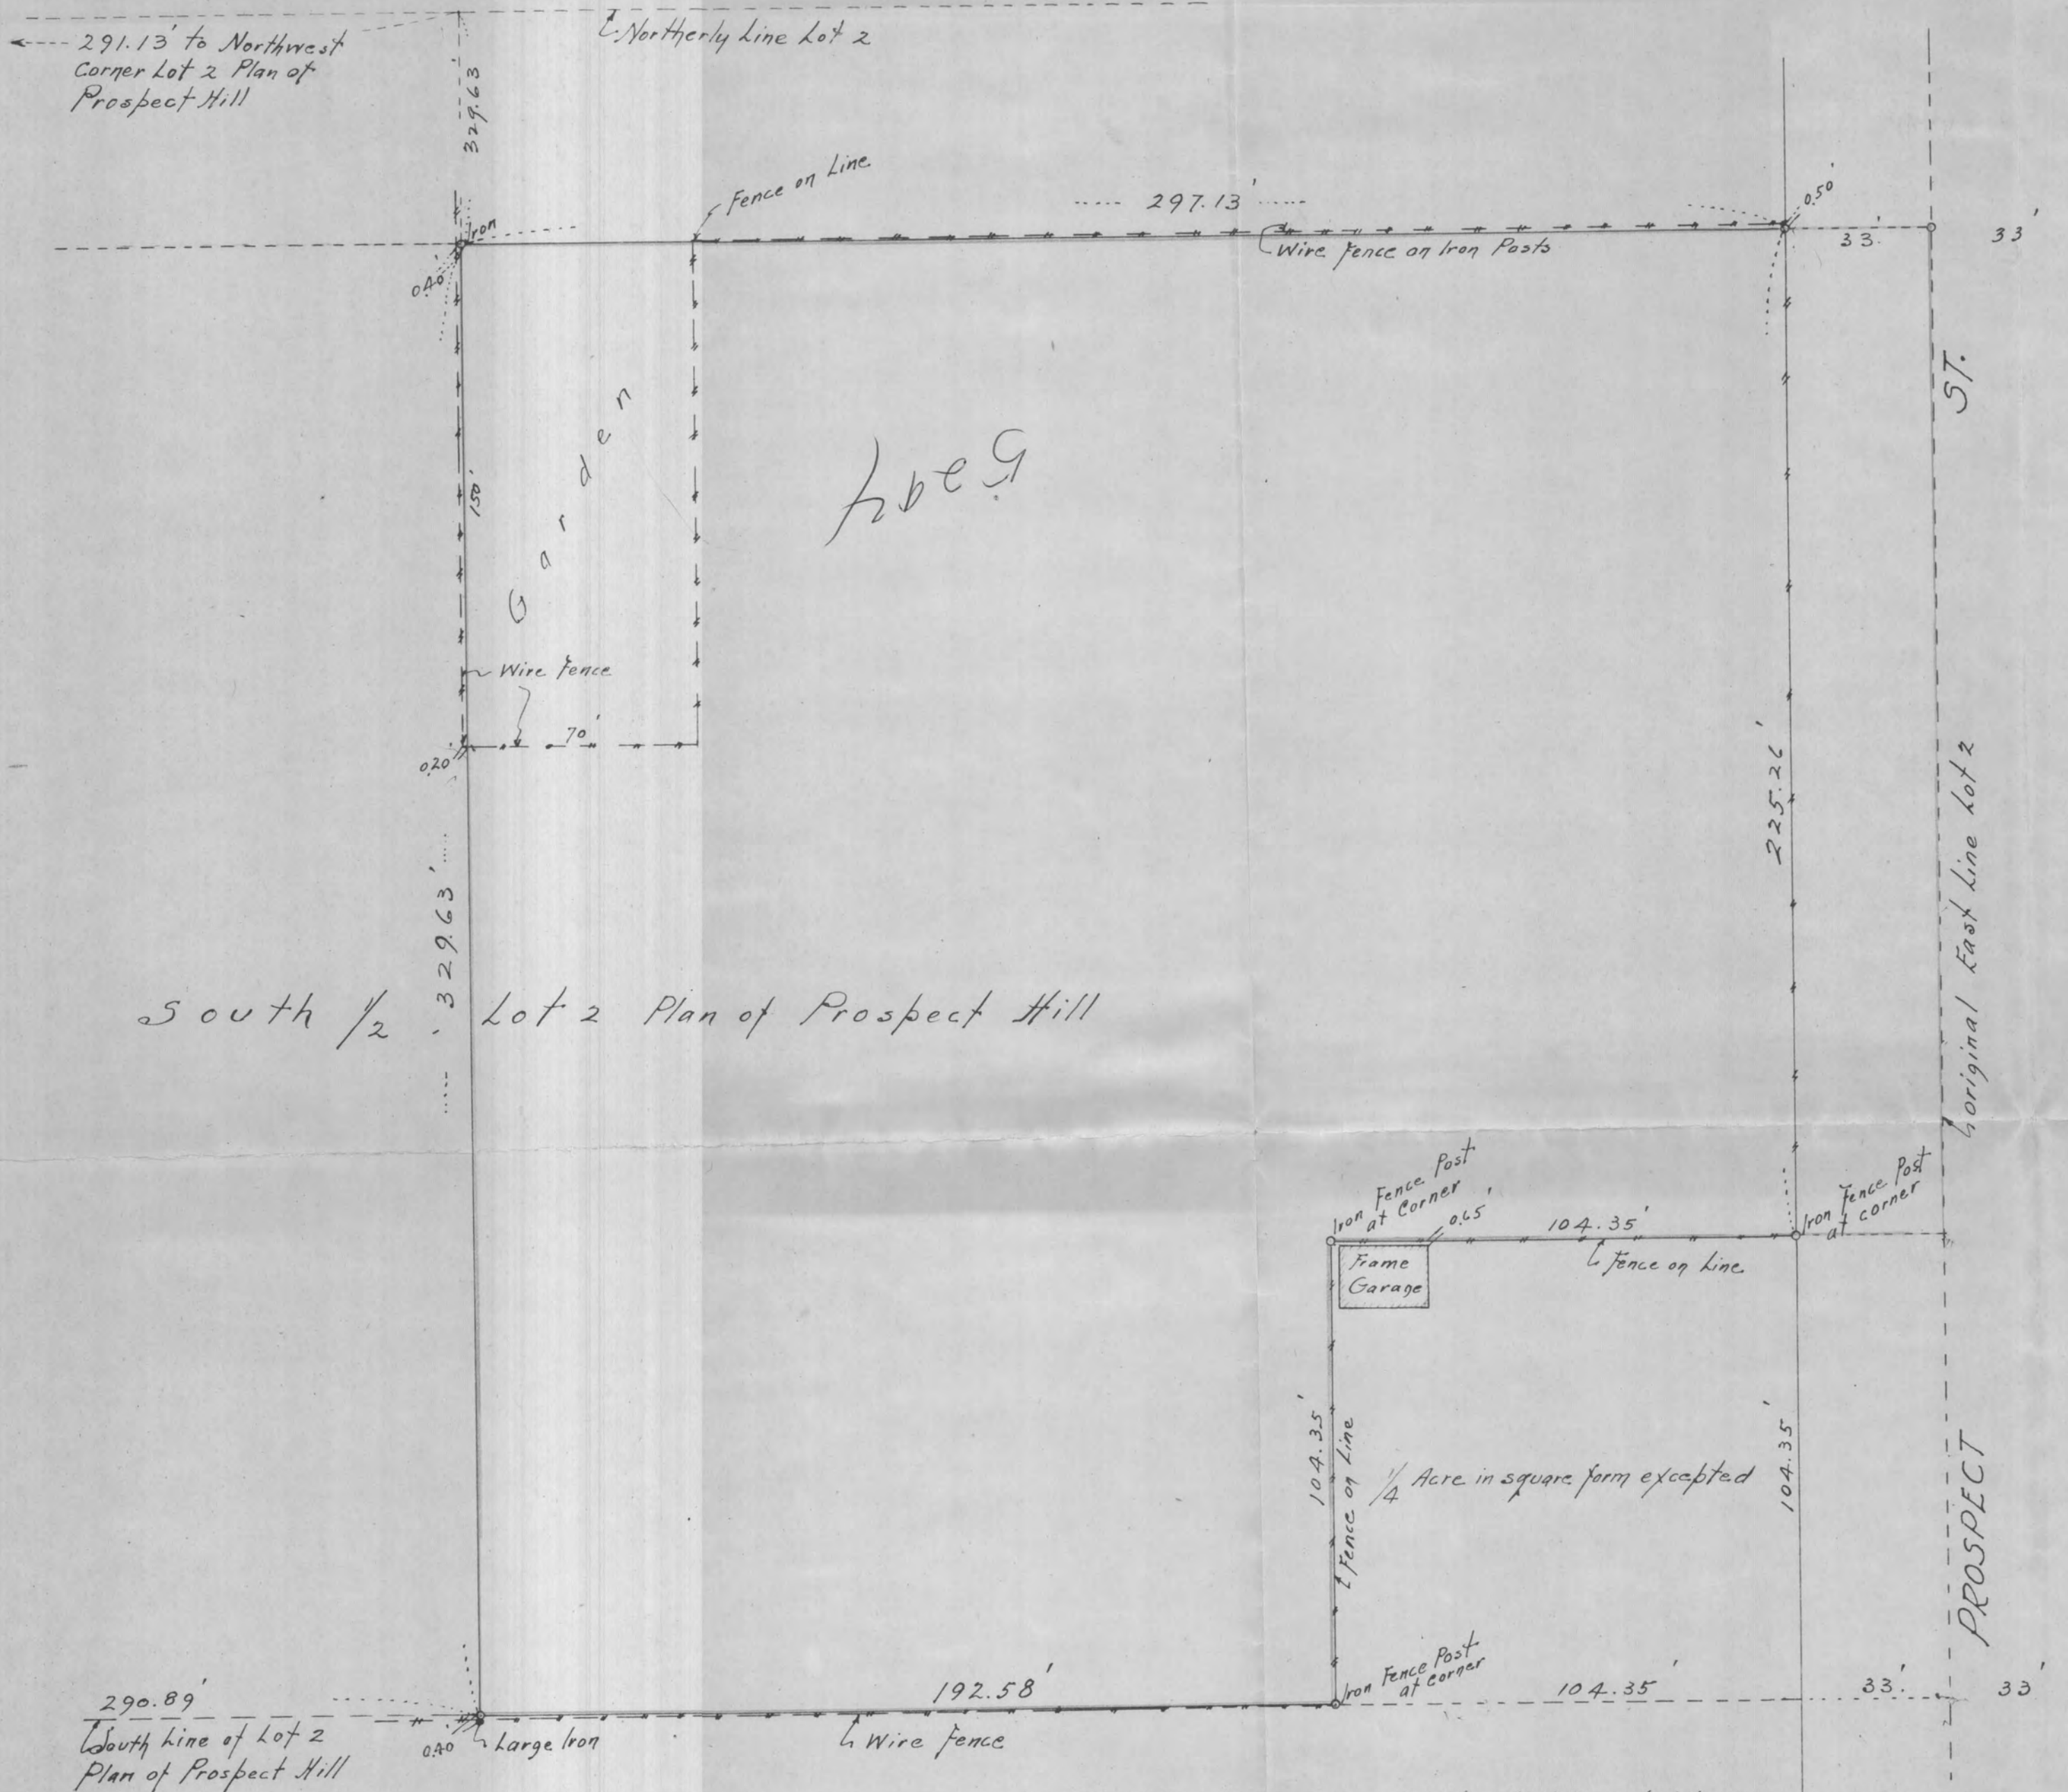 291.13' to Northwest
Corner Lot 2 Plan of
Prospect Hill
Northerly Line Lot 2
329.63
Fence on Line
297.13'
0.50'
Iron
Wire Fence on Iron Posts
33'
33'
0.40'
ST.
Garden
150'
Wire Fence
70'
0.20'
225.26'
Original East Line Lot 2
329.63'
South 1/2 Lot 2 Plan of Prospect Hill
Iron Fence Post
at Corner
0.65'
104.35'
Iron Fence Post
at corner
Frame
Garage
Fence on Line
104.35'
Fence on Line
1/4 Acre in square form excepted
104.35'
PROSPECT
Iron Fence Post
at corner
290.89'
192.58'
104.35'
33'
33'
South Line of Lot 2
Plan of Prospect Hill
0.40'
Large Iron
Wire Fence